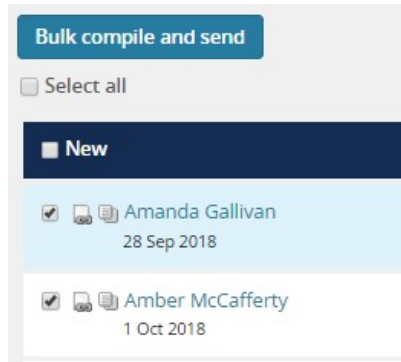 Bulk compile and send
Select all
New
Amanda Gallivan
28 Sep 2018
Amber McCafferty
1 Oct 2018